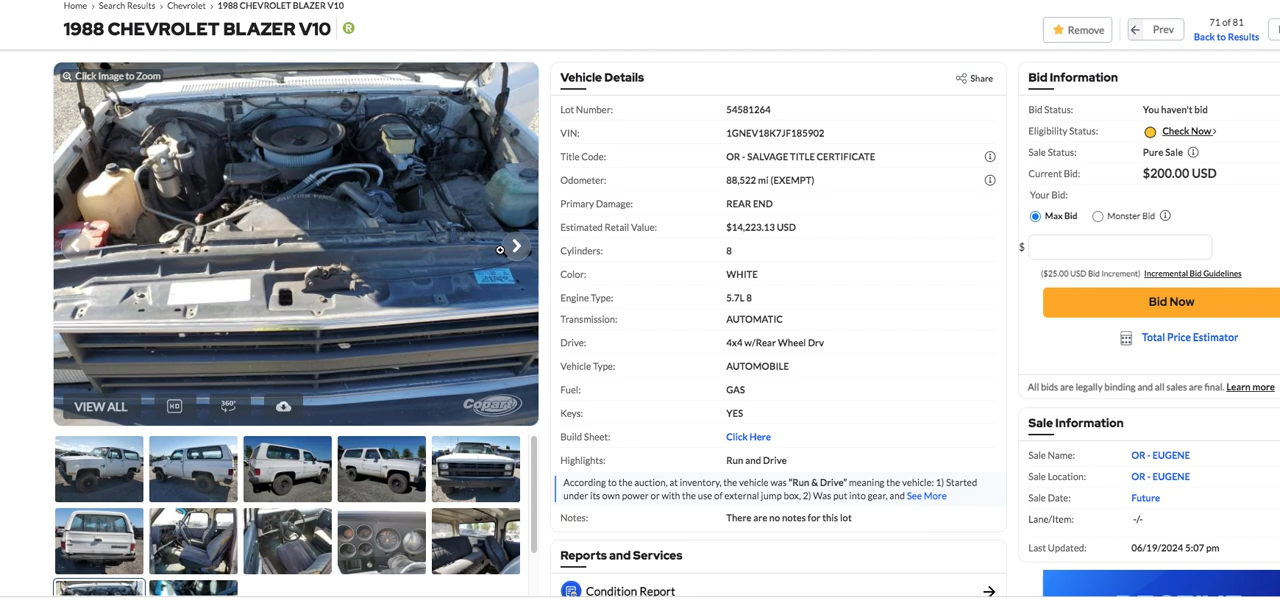 Home > Search Results > Chevrolet > 1988 CHEVROLET BLAZER V10
1988 CHEVROLET BLAZER V10 R
Remove
Prev
71 of 81
Back to Results
Click Image to Zoom
VIEW ALL
HD
360°
Copart
Vehicle Details
Share
Lot Number: 54581264
VIN: 1GNEV18K7JF185902
Title Code: OR - SALVAGE TITLE CERTIFICATE
Odometer: 88,522 mi (EXEMPT)
Primary Damage: REAR END
Estimated Retail Value: $14,223.13 USD
Cylinders: 8
Color: WHITE
Engine Type: 5.7L 8
Transmission: AUTOMATIC
Drive: 4x4 w/Rear Wheel Drv
Vehicle Type: AUTOMOBILE
Fuel: GAS
Keys: YES
Build Sheet: Click Here
Highlights: Run and Drive
According to the auction, at inventory, the vehicle was "Run & Drive" meaning the vehicle: 1) Started
under its own power or with the use of external jump box, 2) Was put into gear, and See More
Notes: There are no notes for this lot
Reports and Services
Condition Report
Bid Information
Bid Status: You haven't bid
Eligibility Status: Check Now >
Sale Status: Pure Sale
Current Bid: $200.00 USD
Your Bid:
Max Bid Monster Bid
$
($25.00 USD Bid Increment) Incremental Bid Guidelines
Bid Now
Total Price Estimator
All bids are legally binding and all sales are final. Learn more
Sale Information
Sale Name: OR - EUGENE
Sale Location: OR - EUGENE
Sale Date: Future
Lane/Item: -/-
Last Updated: 06/19/2024 5:07 pm